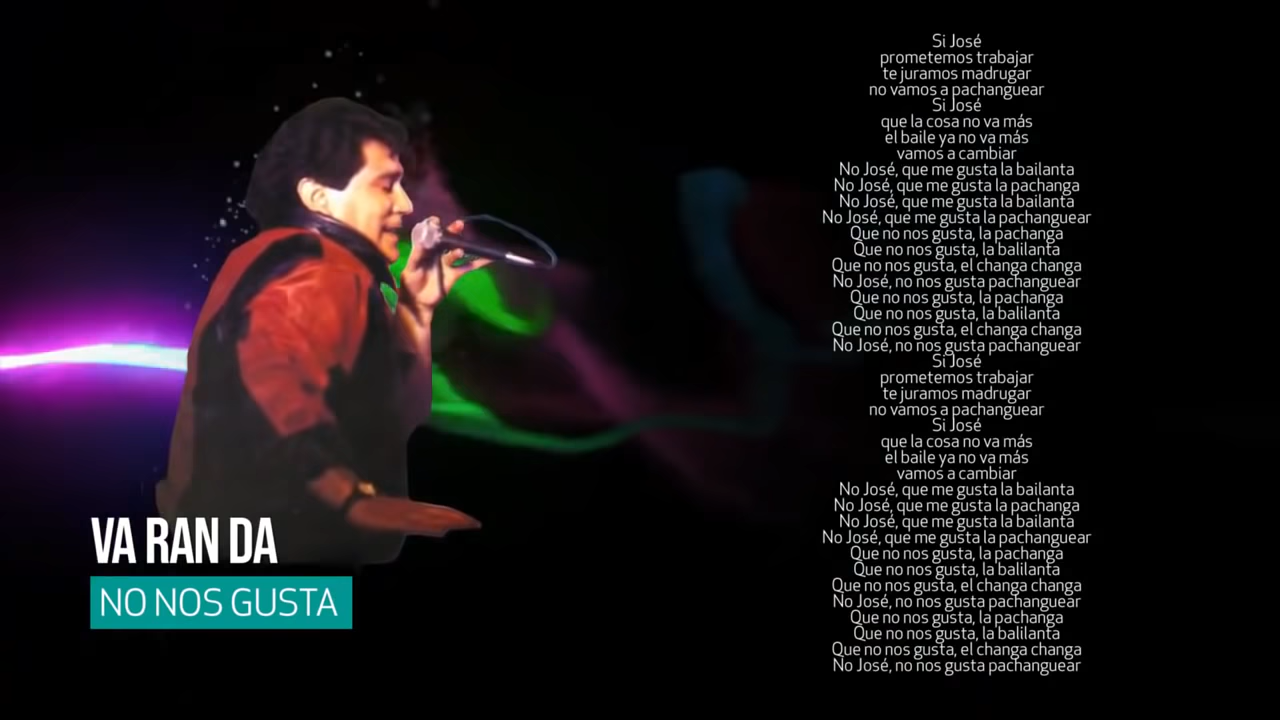 VA RAN DA
NO NOS GUSTA
Si José
prometemos trabajar
te juramos madrugar
no vamos a pachanguear
Si José
que la cosa no va más
el baile ya no va más
vamos a cambiar
No José, que me gusta la bailanta
No José, que me gusta la pachanga
No José, que me gusta la bailanta
No José, que me gusta la pachanguear
Que no nos gusta, la pachanga
Que no nos gusta, la balilanta
Que no nos gusta, el changa changa
No José, no nos gusta pachanguear
Que no nos gusta, la pachanga
Que no nos gusta, la balilanta
Que no nos gusta, el changa changa
No José, no nos gusta pachanguear
Si José
prometemos trabajar
te juramos madrugar
no vamos a pachanguear
Si José
que la cosa no va más
el baile ya no va más
vamos a cambiar
No José, que me gusta la bailanta
No José, que me gusta la pachanga
No José, que me gusta la bailanta
No José, que me gusta la pachanguear
Que no nos gusta, la pachanga
Que no nos gusta, la balilanta
Que no nos gusta, el changa changa
No José, no nos gusta pachanguear
Que no nos gusta, la pachanga
Que no nos gusta, la balilanta
Que no nos gusta, el changa changa
No José, no nos gusta pachanguear